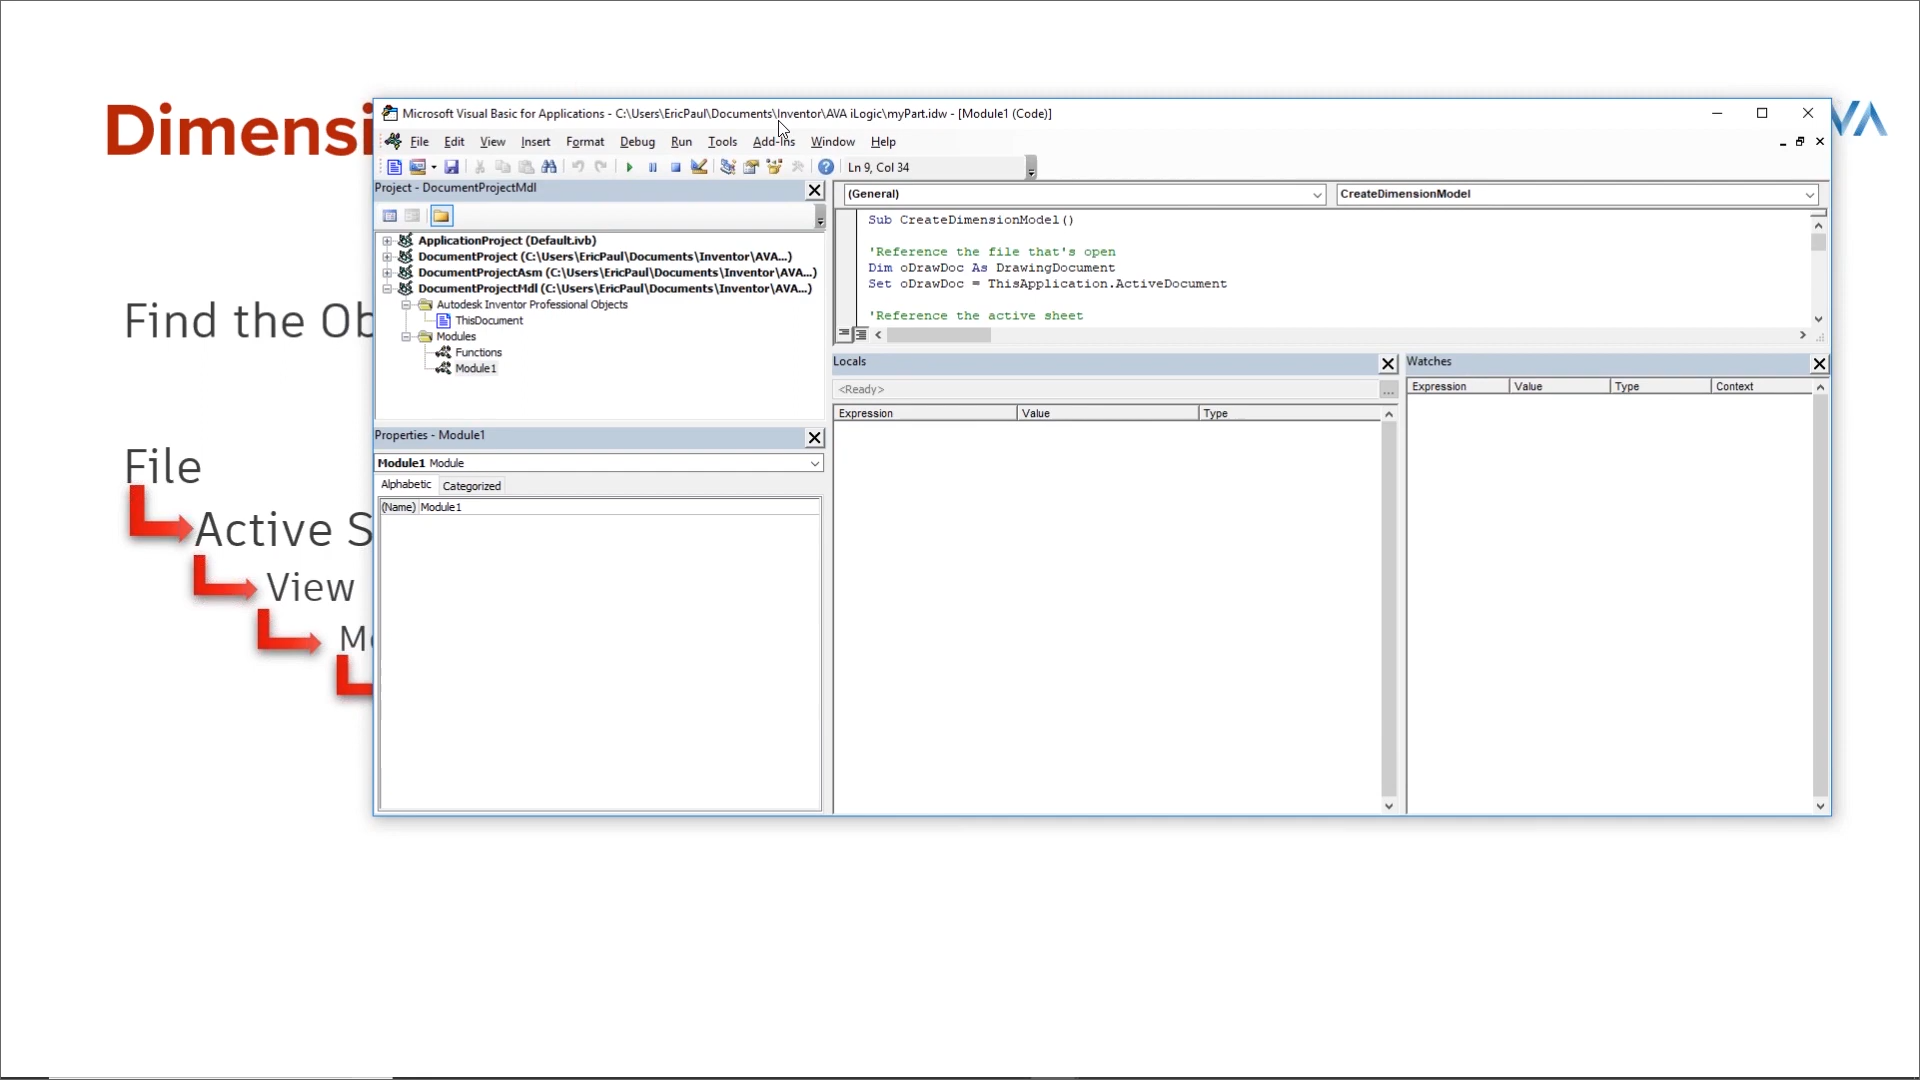 Dimensi
VA
Find the Ob
File
Active S
View
Mo
Microsoft Visual Basic for Applications - C:\Users\EricPaul\Documents\Inventor\AVA iLogic\myPart.idw - [Module1 (Code)]
File Edit View Insert Format Debug Run Tools Add-Ins Window Help
Ln 9, Col 34
Project - DocumentProjectMdl
ApplicationProject (Default.ivb)
DocumentProject (C:\Users\EricPaul\Documents\Inventor\AVA...)
DocumentProjectAsm (C:\Users\EricPaul\Documents\Inventor\AVA...)
DocumentProjectMdl (C:\Users\EricPaul\Documents\Inventor\AVA...)
Autodesk Inventor Professional Objects
ThisDocument
Modules
Functions
Module1
Properties - Module1
Module1 Module
Alphabetic Categorized
(Name) Module1
(General) CreateDimensionModel
Sub CreateDimensionModel()
'Reference the file that's open
Dim oDrawDoc As DrawingDocument
Set oDrawDoc = ThisApplication.ActiveDocument
'Reference the active sheet
Locals
<Ready>
Expression Value Type
Watches
Expression Value Type Context